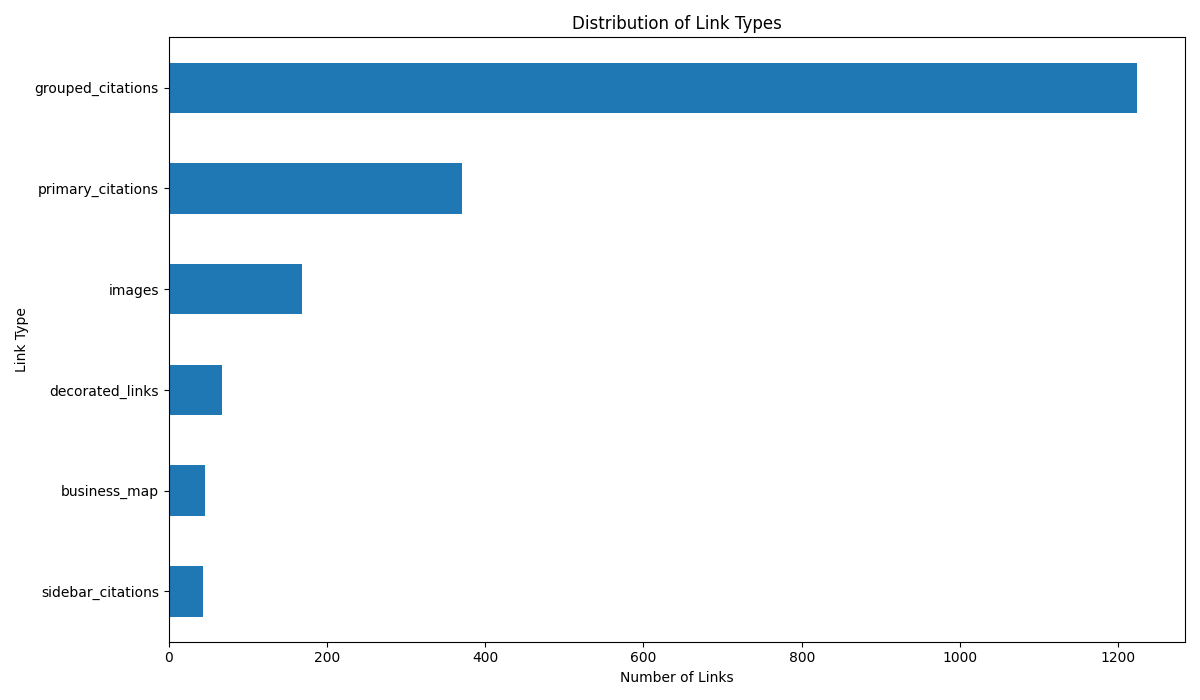 Distribution of Link Types
grouped_citations
primary_citations
images
decorated_links
business_map
sidebar_citations
Link Type
0 200 400 600 800 1000 1200
Number of Links